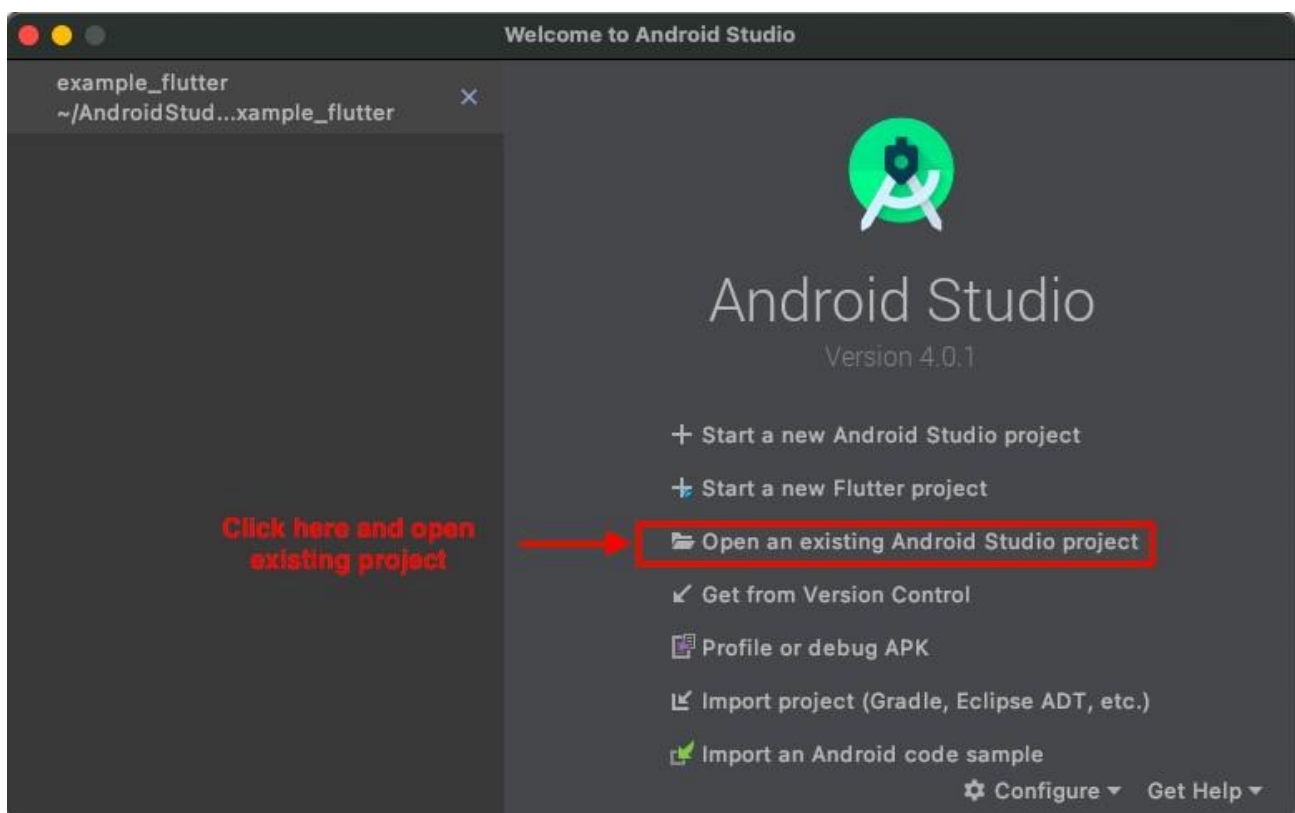 Welcome to Android Studio
example_flutter
~/AndroidStud...xample_flutter
Android Studio
Version 4.0.1
Start a new Android Studio project
Start a new Flutter project
Click here and open
existing project
Open an existing Android Studio project
Get from Version Control
Profile or debug APK
Import project (Gradle, Eclipse ADT, etc.)
Import an Android code sample
Configure
Get Help